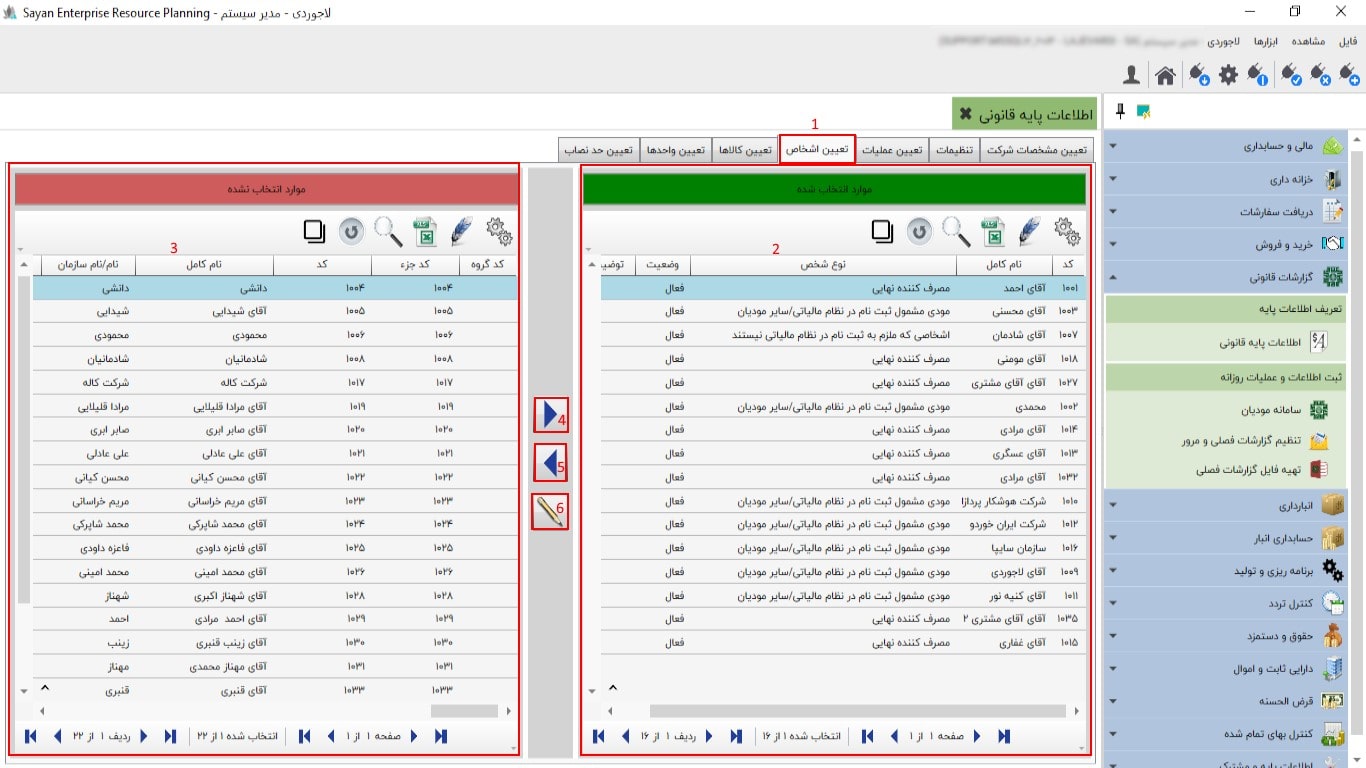 Sayan Enterprise Resource Planning - لاجوردی - مدیر سیستم
فایل مشاهده ابزارها لاجوردی
اطلاعات پایه قانونی
1
تعیین مشخصات شرکت تنظیمات تعیین عملیات تعیین اشخاص تعیین کالاها تعیین واحدها تعیین حد نصاب
موارد انتخاب شده
2
کد نام کامل نوع شخص وضعیت توضیـ
۱۰۰۱ آقای احمد مصرف کننده نهایی فعال
۱۰۰۳ آقای محسنی مودی مشمول ثبت نام در نظام مالیاتی/سایر مودیان فعال
۱۰۰۷ آقای شادمان اشخاصی که ملزم به ثبت نام در نظام مالیاتی نیستند فعال
۱۰۱۸ آقای مومنی مصرف کننده نهایی فعال
۱۰۲۷ آقای آقای مشتری مصرف کننده نهایی فعال
۱۰۰۲ محمدی مودی مشمول ثبت نام در نظام مالیاتی/سایر مودیان فعال
۱۰۱۴ آقای مرادی مصرف کننده نهایی فعال
۱۰۱۳ آقای عسگری مصرف کننده نهایی فعال
۱۰۳۲ آقای مرادی مصرف کننده نهایی فعال
۱۰۱۰ شرکت هوشکار پردازا مودی مشمول ثبت نام در نظام مالیاتی/سایر مودیان فعال
۱۰۱۲ شرکت ایران خوردو مودی مشمول ثبت نام در نظام مالیاتی/سایر مودیان فعال
۱۰۱۶ سازمان سایپا مودی مشمول ثبت نام در نظام مالیاتی/سایر مودیان فعال
۱۰۰۹ آقای لاجوردی مودی مشمول ثبت نام در نظام مالیاتی/سایر مودیان فعال
۱۰۱۱ آقای کنیه نور مودی مشمول ثبت نام در نظام مالیاتی/سایر مودیان فعال
۱۰۳۵ آقای آقای مشتری ۲ مصرف کننده نهایی فعال
۱۰۱۵ آقای غفاری مصرف کننده نهایی فعال
صفحه ۱ از ۱ انتخاب شده ۱ از ۱۶ ردیف ۱ از ۱۶
4
5
6
موارد انتخاب نشده
3
کد گروه کد جزء کد نام کامل نام/نام سازمان
۱۰۰۴ ۱۰۰۴ دانشی دانشی
۱۰۰۵ ۱۰۰۵ آقای شیدایی شیدایی
۱۰۰۶ ۱۰۰۶ محمودی محمودی
۱۰۰۸ ۱۰۰۸ شادمانیان شادمانیان
۱۰۱۷ ۱۰۱۷ شرکت کاله شرکت کاله
۱۰۱۹ ۱۰۱۹ آقای مرادا قلیلایی مرادا قلیلایی
۱۰۲۰ ۱۰۲۰ آقای صابر ابری صابر ابری
۱۰۲۱ ۱۰۲۱ آقای علی عادلی علی عادلی
۱۰۲۲ ۱۰۲۲ آقای محسن کیانی محسن کیانی
۱۰۲۳ ۱۰۲۳ آقای مریم خراسانی مریم خراسانی
۱۰۲۴ ۱۰۲۴ آقای محمد شاپرکی محمد شاپرکی
۱۰۲۵ ۱۰۲۵ آقای فاعزه داودی فاعزه داودی
۱۰۲۶ ۱۰۲۶ آقای محمد امینی محمد امینی
۱۰۲۸ ۱۰۲۸ آقای شهناز اکبری شهناز
۱۰۲۹ ۱۰۲۹ آقای احمد مرادی احمد
۱۰۳۰ ۱۰۳۰ آقای زینب قنبری زینب
۱۰۳۱ ۱۰۳۱ آقای مهناز محمدی مهناز
۱۰۳۳ ۱۰۳۳ آقای قنبری قنبری
صفحه ۱ از ۱ انتخاب شده ۱ از ۲۲ ردیف ۱ از ۲۲
مالی و حسابداری
خزانه داری
دریافت سفارشات
خرید و فروش
گزارشات قانونی
تعریف اطلاعات پایه
اطلاعات پایه قانونی
ثبت اطلاعات و عملیات روزانه
سامانه مودیان
تنظیم گزارشات فصلی و مرور
تهیه فایل گزارشات فصلی
انبارداری
حسابداری انبار
برنامه ریزی و تولید
کنترل تردد
حقوق و دستمزد
دارایی ثابت و اموال
قرض الحسنه
کنترل بهای تمام شده
اطلاعات پایه و مشترک